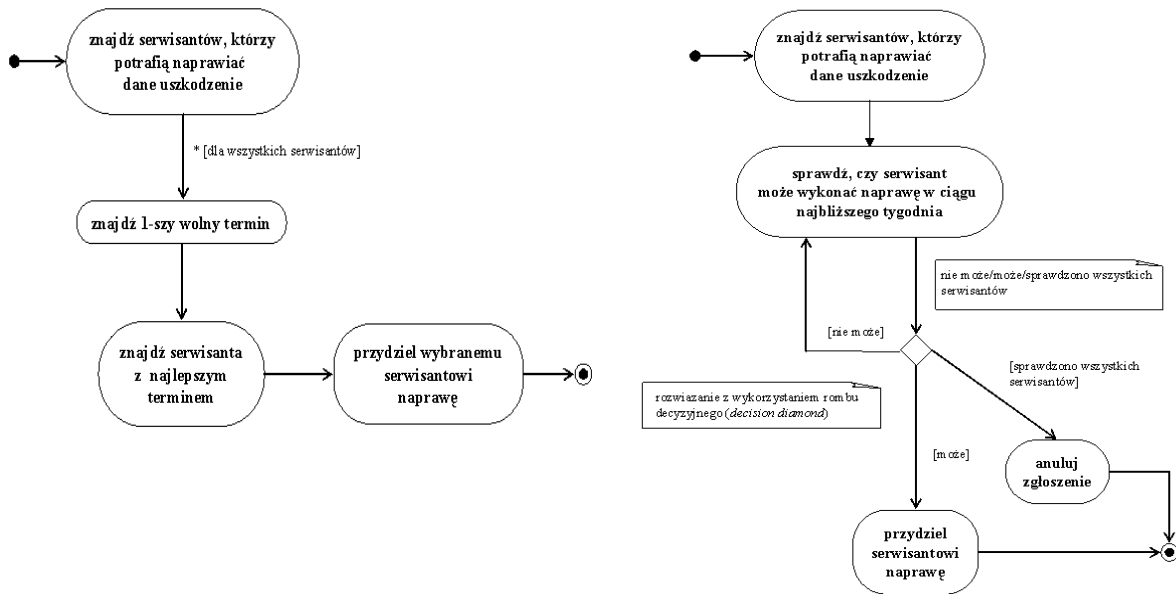 znajdź serwisantów, którzy
potrafią naprawiać
dane uszkodzenie
* [dla wszystkich serwisantów]
znajdź 1-szy wolny termin
znajdź serwisanta
z najlepszym
terminem
przydziel wybranemu
serwisantowi
naprawę
znajdź serwisantów, którzy
potrafią naprawiać
dane uszkodzenie
sprawdź, czy serwisant
może wykonać naprawę w ciągu
najbliższego tygodnia
nie może/może/sprawdzono wszystkich
serwisantów
[nie może]
[sprawdzono wszystkich
serwisantów]
rozwiazanie z wykorzystaniem rombu
decyzyjnego (decision diamond)
[może]
anuluj
zgłoszenie
przydziel
serwisantowi
naprawę